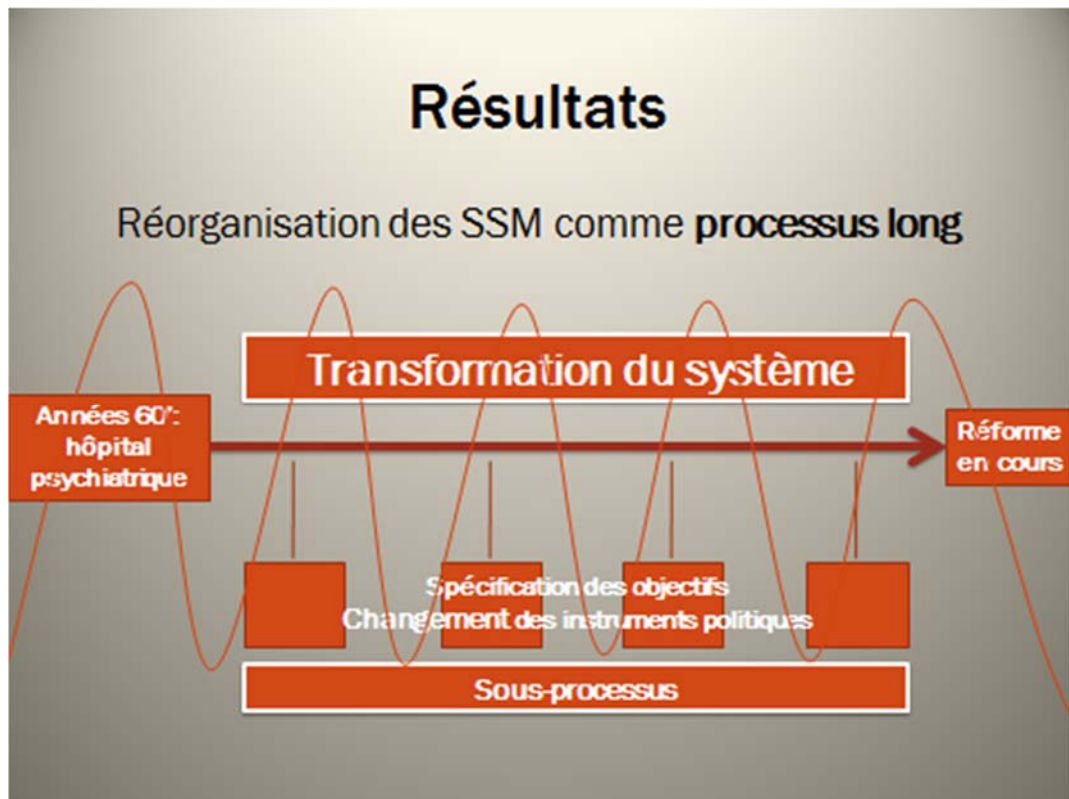 Résultats
Réorganisation des SSM comme processus long
Transformation du système
Années 60':
hôpital
psychiatrique
Réforme
en cours
Spécification des objectifs
Changement des instruments politiques
Sous-processus